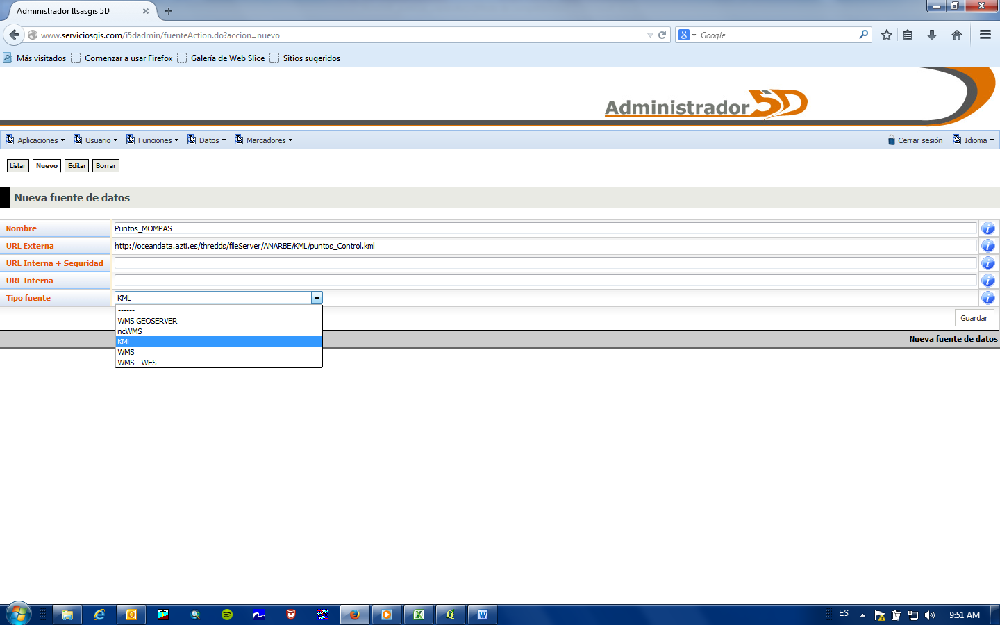 Administrador Itsasgis 5D
www.serviciosgis.com/i5dadmin/fuenteAction.do?accion=nuevo
Google
Más visitados Comenzar a usar Firefox Galería de Web Slice Sitios sugeridos
Administrador 5D
Aplicaciones Usuario Funciones Datos Marcadores Cerrar sesión Idioma
Listar Nuevo Editar Borrar
Nueva fuente de datos
Nombre Puntos_MOMPAS
URL Externa http://oceandata.azti.es/thredds/fileServer/ANARBE/KML/puntos_Control.kml
URL Interna + Seguridad
URL Interna
Tipo fuente KML
------
WMS GEOSERVER
ncWMS
KML
WMS
WMS - WFS
Guardar
Nueva fuente de datos
ES 9:51 AM